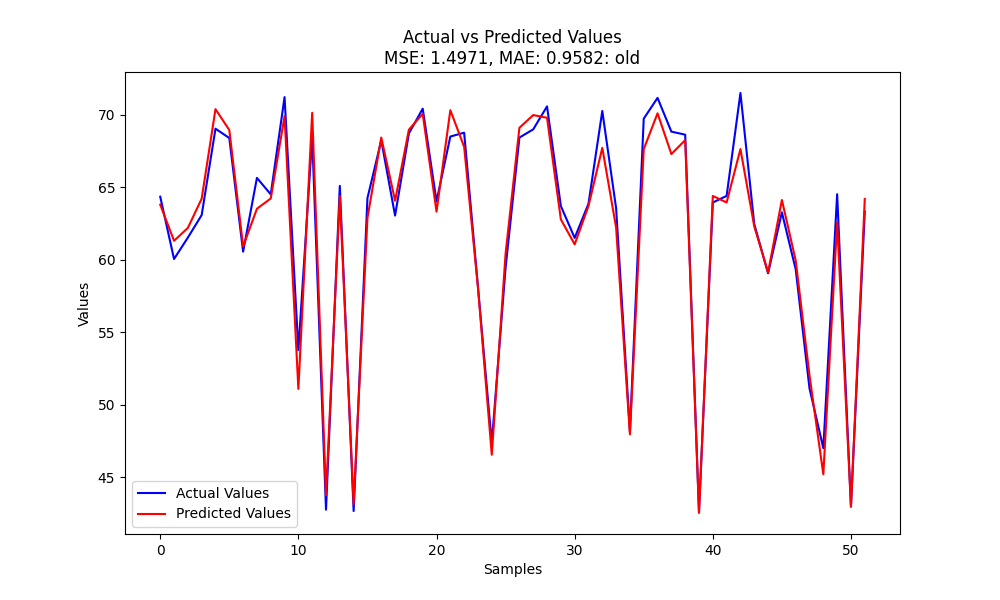 Actual vs Predicted Values
MSE: 1.4971, MAE: 0.9582: old
Values
70
65
60
55
50
45
Actual Values
Predicted Values
0 10 20 30 40 50
Samples